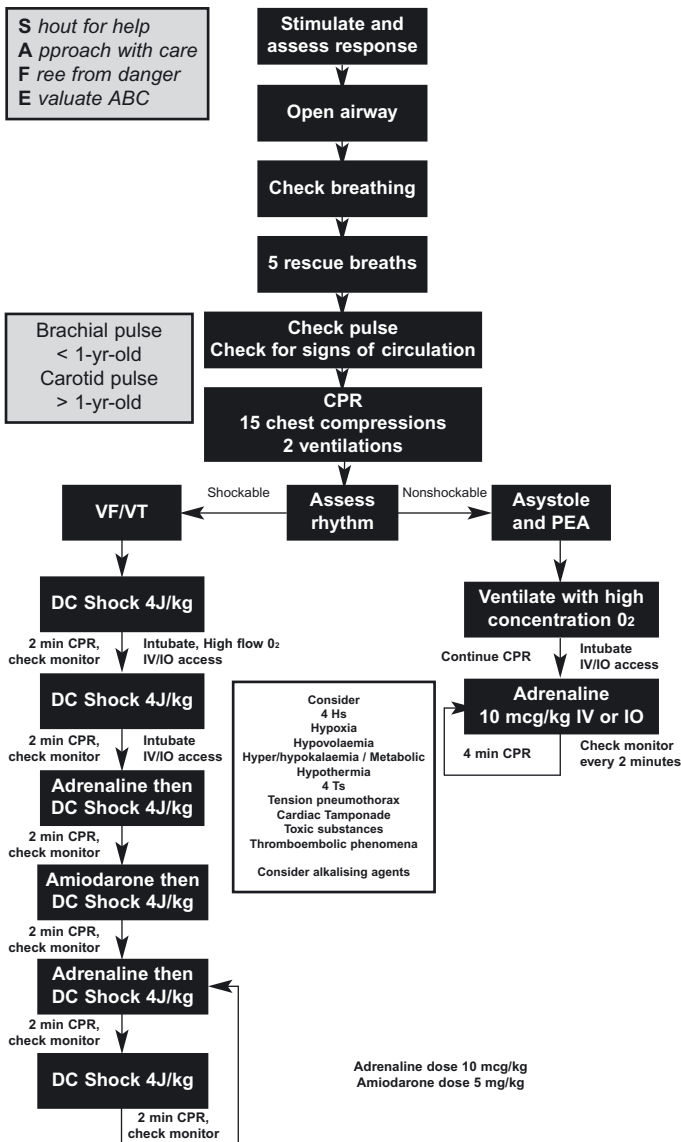 S hout for help
A pproach with care
F ree from danger
E valuate ABC
Stimulate and
assess response
Open airway
Check breathing
5 rescue breaths
Brachial pulse
< 1-yr-old
Carotid pulse
> 1-yr-old
Check pulse
Check for signs of circulation
CPR
15 chest compressions
2 ventilations
Assess
rhythm
Shockable
Nonshockable
VF/VT
DC Shock 4J/kg
2 min CPR,
check monitor
Intubate, High flow 02
IV/IO access
DC Shock 4J/kg
2 min CPR,
check monitor
Intubate
IV/IO access
Adrenaline then
DC Shock 4J/kg
2 min CPR,
check monitor
Amiodarone then
DC Shock 4J/kg
2 min CPR,
check monitor
Adrenaline then
DC Shock 4J/kg
2 min CPR,
check monitor
DC Shock 4J/kg
2 min CPR,
check monitor
Consider
4 Hs
Hypoxia
Hypovolaemia
Hyper/hypokalaemia / Metabolic
Hypothermia
4 Ts
Tension pneumothorax
Cardiac Tamponade
Toxic substances
Thromboembolic phenomena
Consider alkalising agents
Asystole
and PEA
Ventilate with high
concentration 02
Continue CPR
Intubate
IV/IO access
Adrenaline
10 mcg/kg IV or IO
4 min CPR
Check monitor
every 2 minutes
Adrenaline dose 10 mcg/kg
Amiodarone dose 5 mg/kg